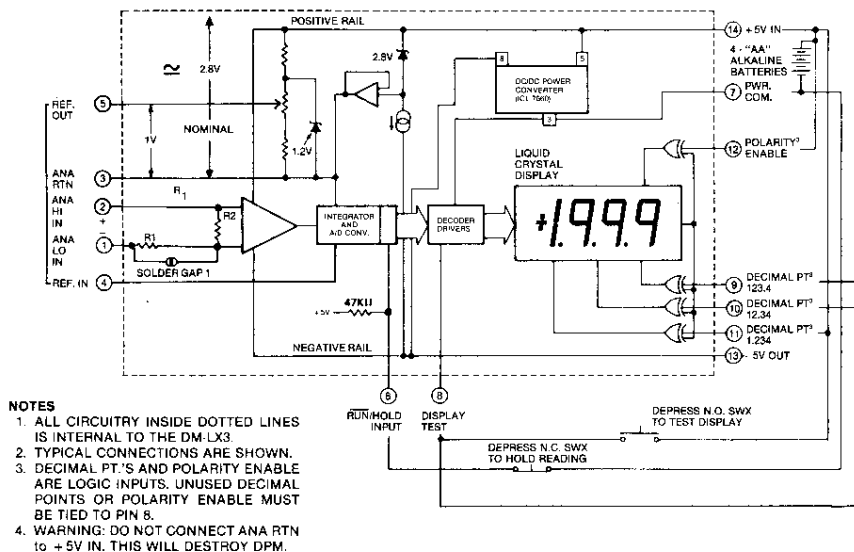 POSITIVE RAIL
14 +5V IN
4 - "AA"
ALKALINE
BATTERIES
≃
2.8V
2.8V
8
5
DC/DC POWER
CONVERTER
(ICL 7660)
3
7 PWR.
COM.
REF.
OUT
5
1V
NOMINAL
1.2V
LIQUID
CRYSTAL
DISPLAY
12 POLARITY³
ENABLE
ANA
RTN
3
R1
ANA
HI
IN
2
+
−
ANA
LO
IN
1
R1
R2
SOLDER GAP 1
INTEGRATOR
AND
A/D CONV.
DECODER
DRIVERS
+1.9.9.9
REF. IN 4
47KΩ
+5V
9 DECIMAL PT³
123.4
10 DECIMAL PT³
12.34
11 DECIMAL PT³
1.234
NEGATIVE RAIL
13 - 5V OUT
6
RUN/HOLD
INPUT
8
DISPLAY
TEST
DEPRESS N.O. SWX
TO TEST DISPLAY
DEPRESS N.C. SWX
TO HOLD READING
NOTES
1. ALL CIRCUITRY INSIDE DOTTED LINES
IS INTERNAL TO THE DM-LX3.
2. TYPICAL CONNECTIONS ARE SHOWN.
3. DECIMAL PT.'S AND POLARITY ENABLE
ARE LOGIC INPUTS. UNUSED DECIMAL
POINTS OR POLARITY ENABLE MUST
BE TIED TO PIN 8.
4. WARNING: DO NOT CONNECT ANA RTN
to +5V IN. THIS WILL DESTROY DPM.